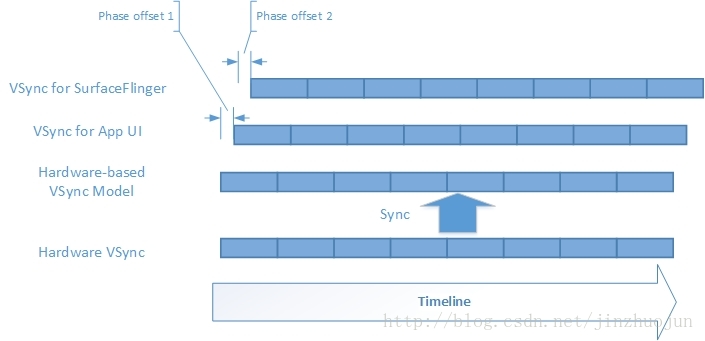 Phase offset 1
Phase offset 2
VSync for SurfaceFlinger
VSync for App UI
Hardware-based
VSync Model
Sync
Hardware VSync
Timeline
http://blog.csdn.net/jinzhuojun